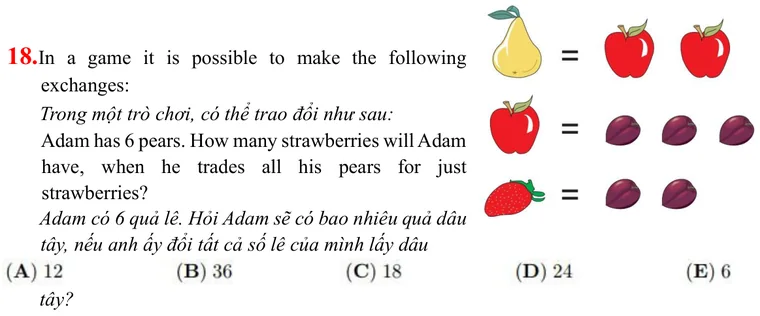 18.In a game it is possible to make the following
exchanges:
Trong một trò chơi, có thể trao đổi như sau:
Adam has 6 pears. How many strawberries will Adam
have, when he trades all his pears for just
strawberries?
Adam có 6 quả lê. Hỏi Adam sẽ có bao nhiêu quả dâu
tây, nếu anh ấy đổi tất cả số lê của mình lấy dâu
(A) 12 (B) 36 (C) 18 (D) 24 (E) 6
tây?
=
=
=